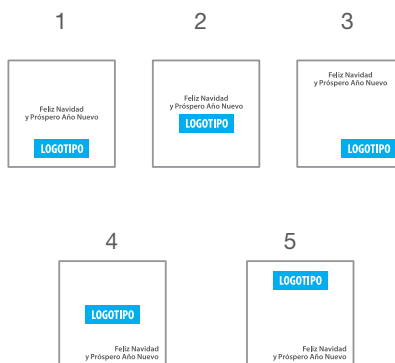 1
2
3
Feliz Navidad
y Próspero Año Nuevo
LOGOTIPO
Feliz Navidad
y Próspero Año Nuevo
LOGOTIPO
Feliz Navidad
y Próspero Año Nuevo
LOGOTIPO
4
5
LOGOTIPO
Feliz Navidad
y Próspero Año Nuevo
LOGOTIPO
Feliz Navidad
y Próspero Año Nuevo